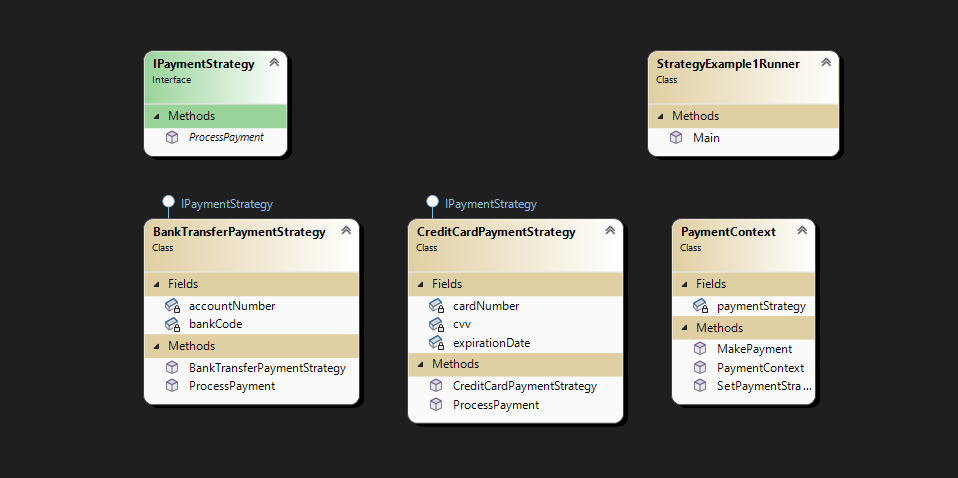 IPaymentStrategy
Interface
Methods
ProcessPayment
StrategyExample1Runner
Class
Methods
Main
IPaymentStrategy
BankTransferPaymentStrategy
Class
Fields
accountNumber
bankCode
Methods
BankTransferPaymentStrategy
ProcessPayment
IPaymentStrategy
CreditCardPaymentStrategy
Class
Fields
cardNumber
cvv
expirationDate
Methods
CreditCardPaymentStrategy
ProcessPayment
PaymentContext
Class
Fields
paymentStrategy
Methods
MakePayment
PaymentContext
SetPaymentStra...